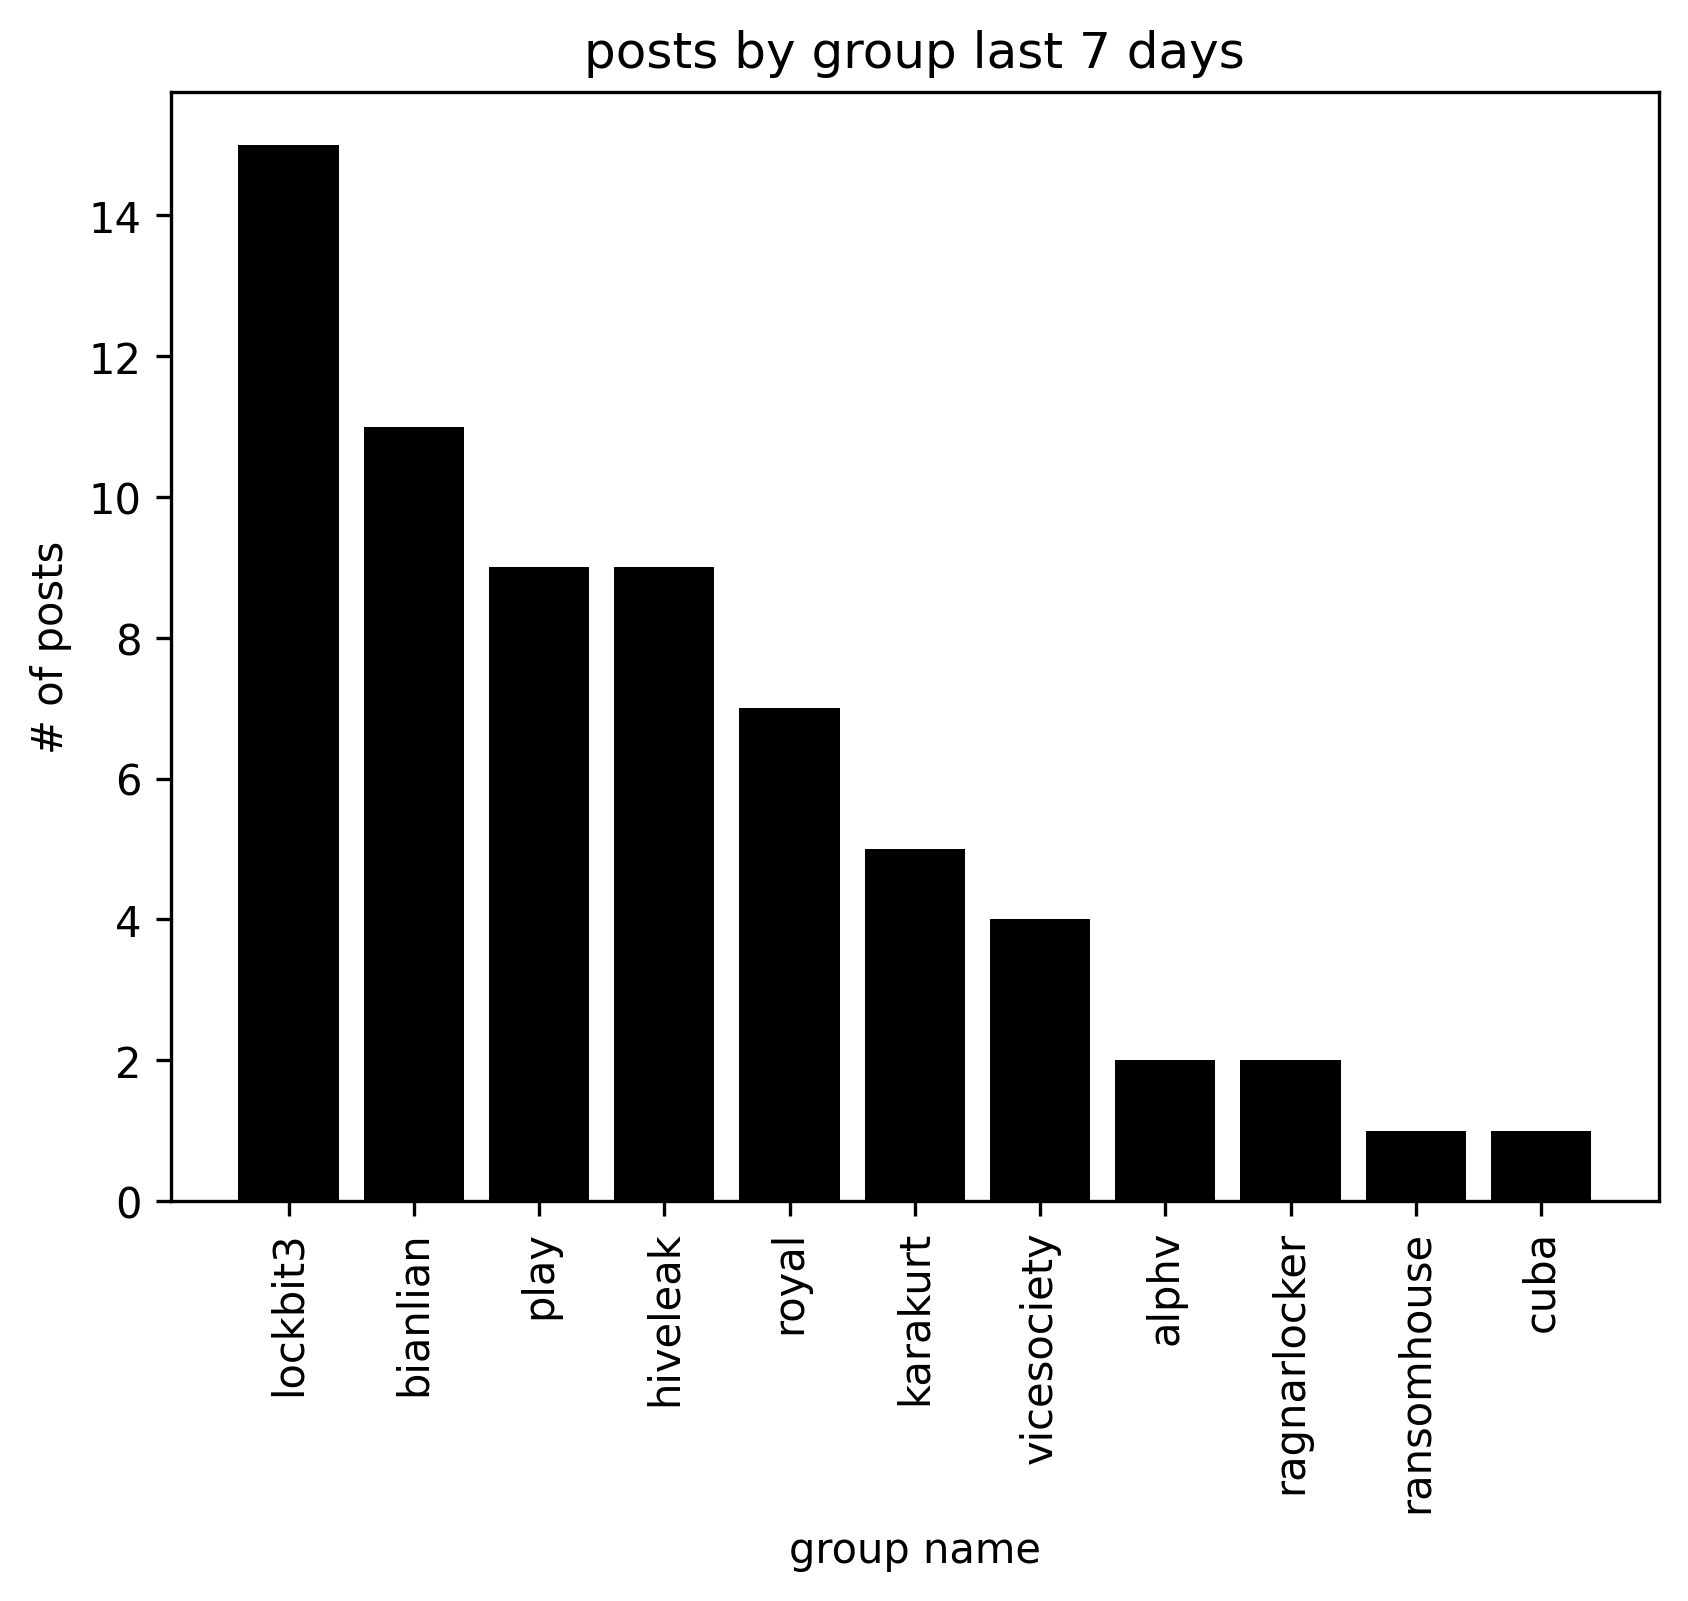 posts by group last 7 days
# of posts
14
12
10
8
6
4
2
0
lockbit3
bianlian
play
hiveleak
royal
karakurt
vicesociety
alphv
ragnarlocker
ransomhouse
cuba
group name